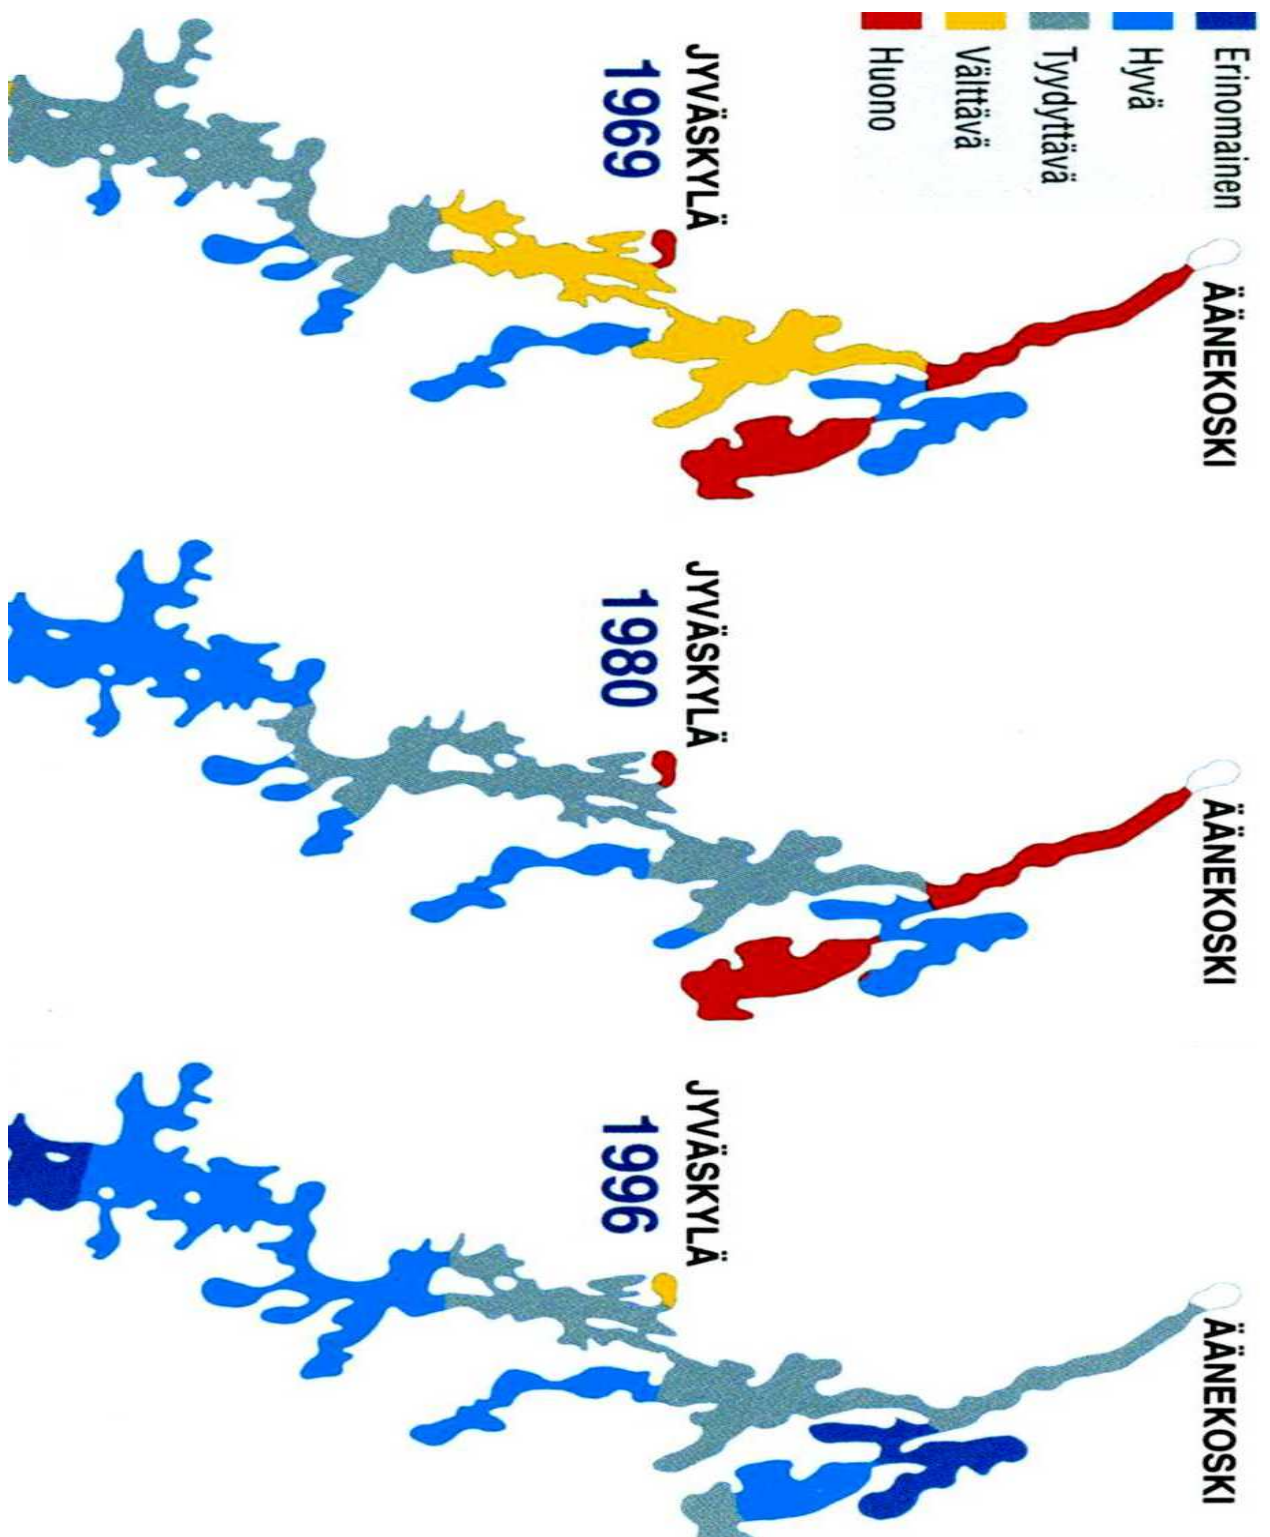 Erinomainen
Hyvä
Tyydyttävä
Välttävä
Huono
ÄÄNEKOSKI
JYVÄSKYLÄ
1969
ÄÄNEKOSKI
JYVÄSKYLÄ
1980
ÄÄNEKOSKI
JYVÄSKYLÄ
1996